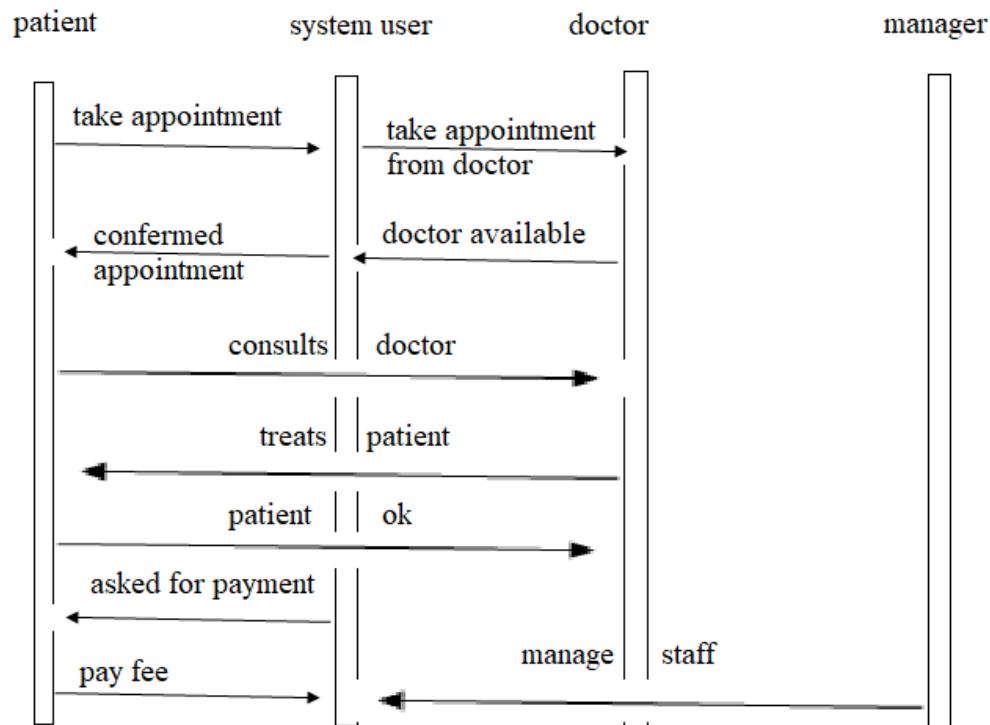 patient system user doctor manager
take appointment
take appointment
from doctor
confermed
appointment
doctor available
consults doctor
treats patient
patient ok
asked for payment
manage staff
pay fee